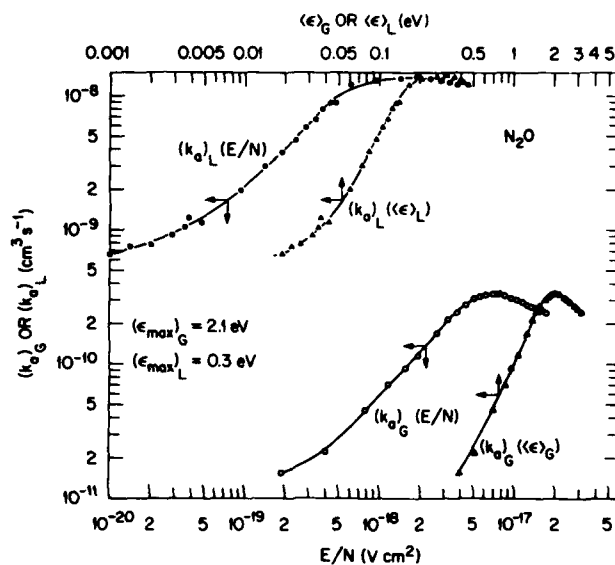 ⟨ϵ⟩G OR ⟨ϵ⟩L (eV)
0.001 0.005 0.01 0.05 0.1 0.5 1 2 3 4 5
10⁻⁸
5
2
10⁻⁹
5
2
10⁻¹⁰
5
2
10⁻¹¹
(ka)G OR (ka)L (cm³ s⁻¹)
N₂O
(ka)L (E/N)
(ka)L (⟨ϵ⟩L)
(ϵmax)G = 2.1 eV
(ϵmax)L = 0.3 eV
(ka)G (E/N)
(ka)G (⟨ϵ⟩G)
10⁻²⁰ 2 5 10⁻¹⁹ 2 5 10⁻¹⁸ 2 5 10⁻¹⁷ 2 5
E/N (V cm²)